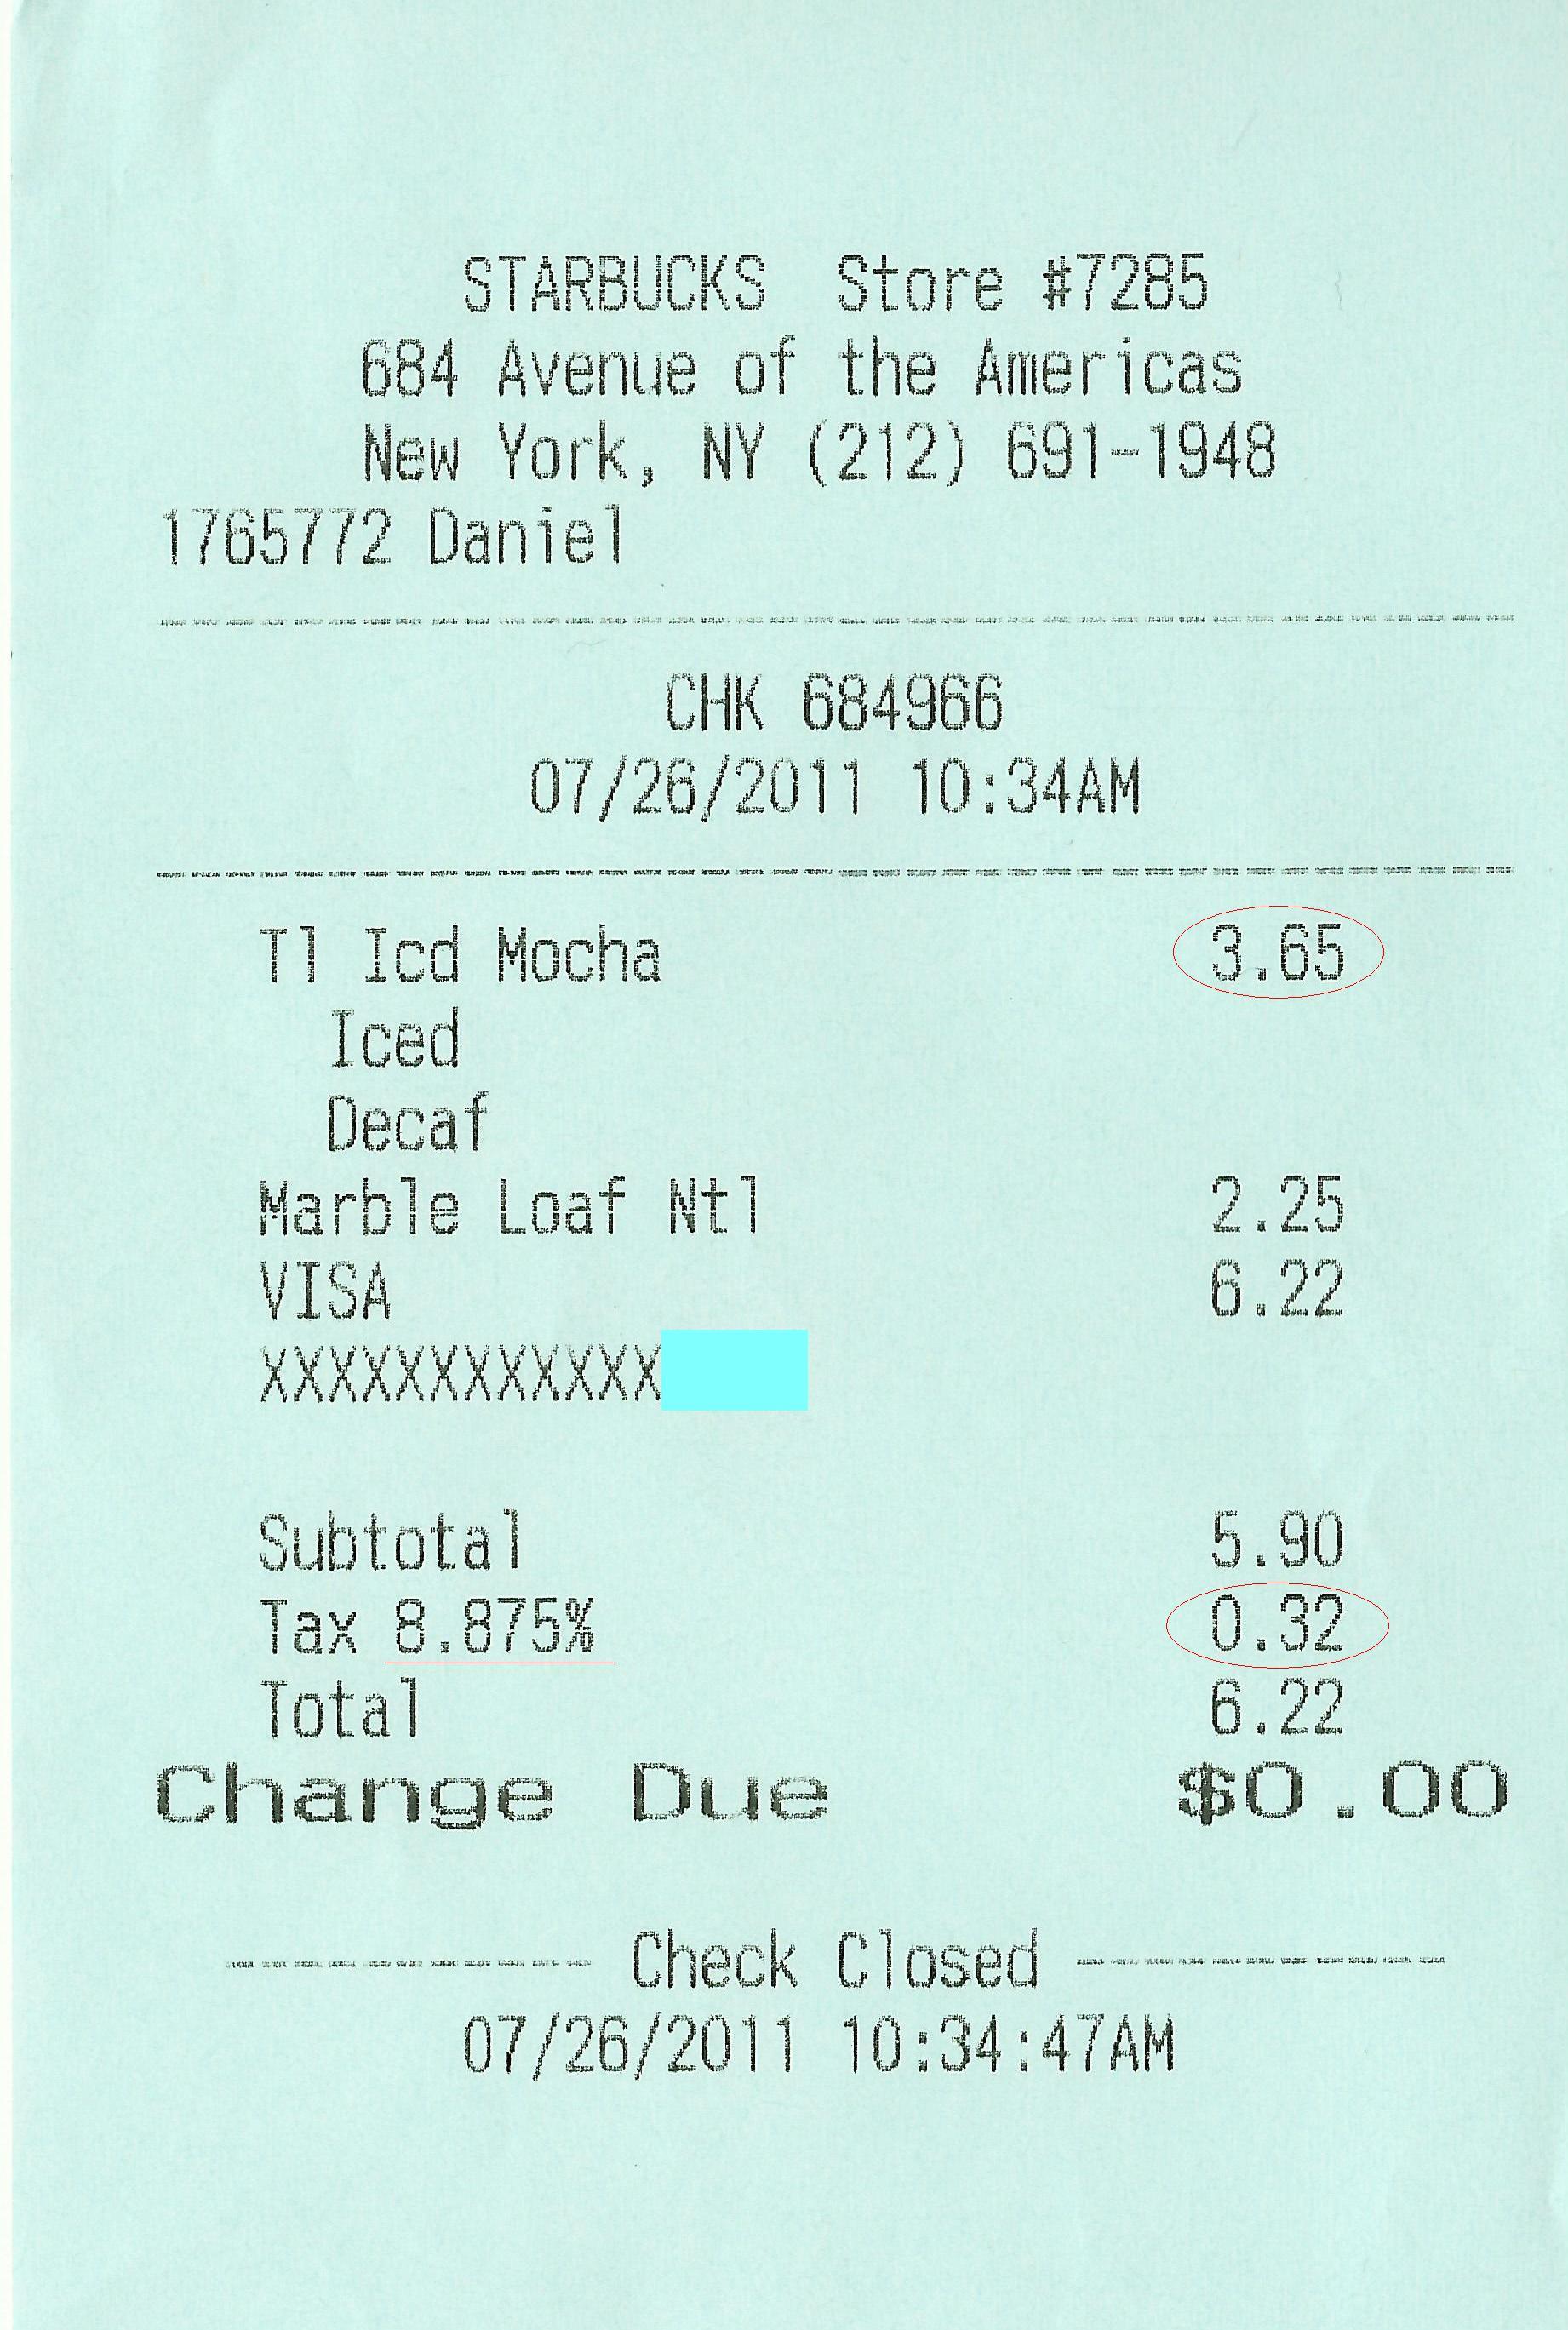 STARBUCKS Store #7285
684 Avenue of the Americas
New York, NY (212) 691-1948
1765772 Daniel
CHK 684966
07/26/2011 10:34AM
Tl Icd Mocha 3.65
Iced
Decaf
Marble Loaf Ntl 2.25
VISA 6.22
XXXXXXXXXXXX
Subtotal 5.90
Tax 8.875% 0.32
Total 6.22
Change Due $0.00
Check Closed
07/26/2011 10:34:47AM